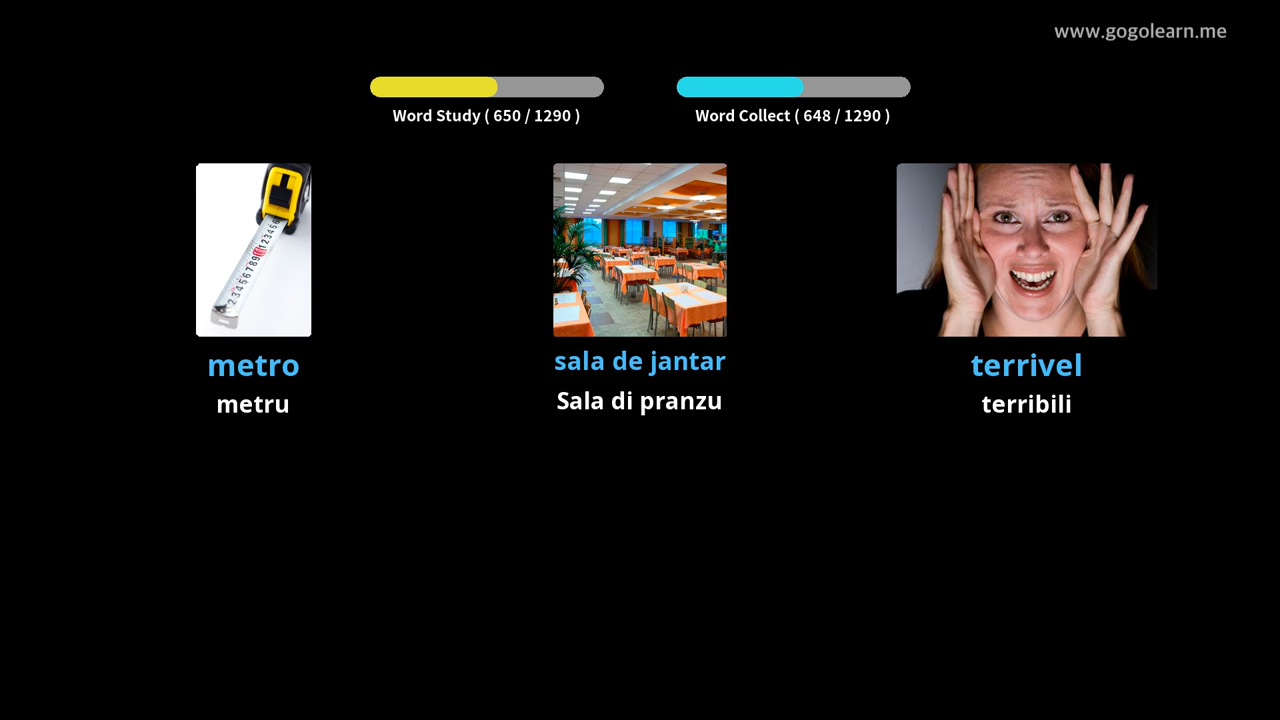 www.gogolearn.me
Word Study ( 650 / 1290 )
Word Collect ( 648 / 1290 )
metro
metru
sala de jantar
Sala di pranzu
terrivel
terribili